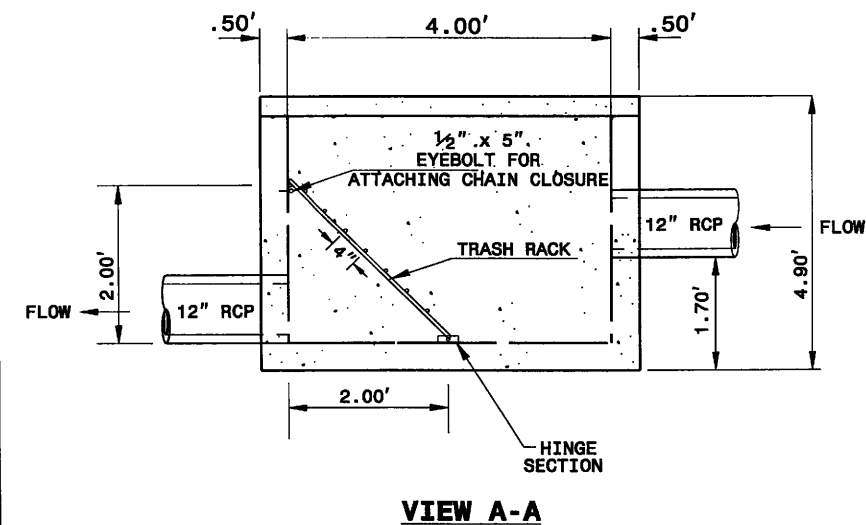 .50' 4.00' .50'
1/2" x 5"
EYEBOLT FOR
ATTACHING CHAIN CLOSURE
12" RCP FLOW
TRASH RACK
4"
2.00'
4.90'
1.70'
FLOW 12" RCP
2.00'
HINGE
SECTION
VIEW A-A